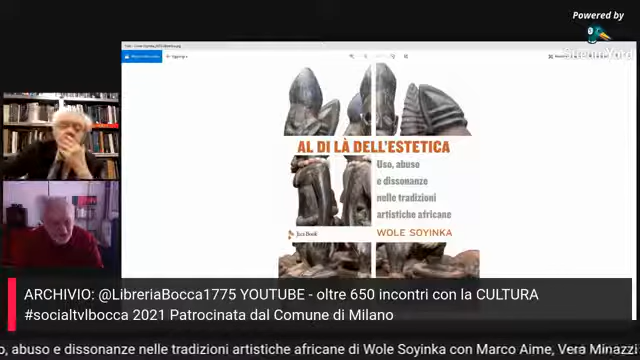 Powered by
StreamYard
AL DI LÀ DELL'ESTETICA
Uso, abuso
e dissonanze
nelle tradizioni
artistiche africane
Jaca Book
WOLE SOYINKA
ARCHIVIO: @LibreriaBocca1775 YOUTUBE - oltre 650 incontri con la CULTURA
#socialtvlbocca 2021 Patrocinata dal Comune di Milano
o, abuso e dissonanze nelle tradizioni artistiche africane di Wole Soyinka con Marco Aime, Vera Minazzi